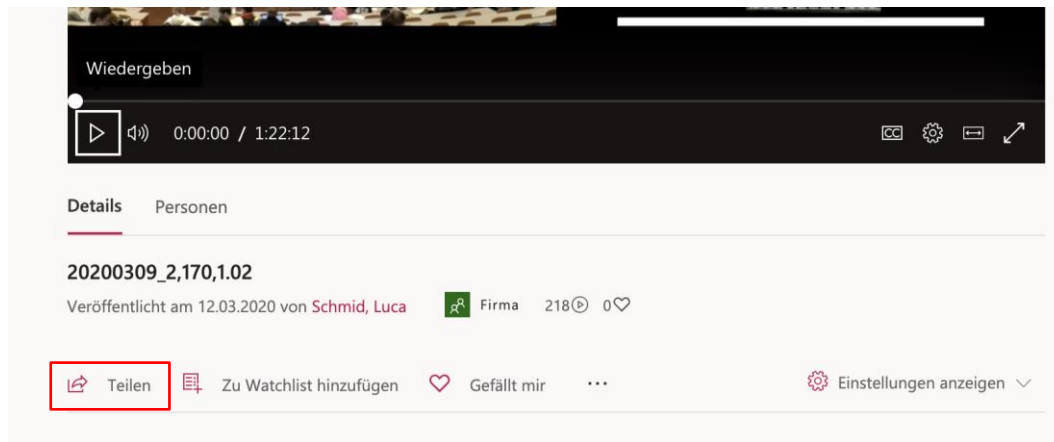 Wiedergeben
0:00:00 / 1:22:12
CC
Details Personen
20200309_2,170,1.02
Veröffentlicht am 12.03.2020 von Schmid, Luca Firma 218 0
Teilen Zu Watchlist hinzufügen Gefällt mir ... Einstellungen anzeigen